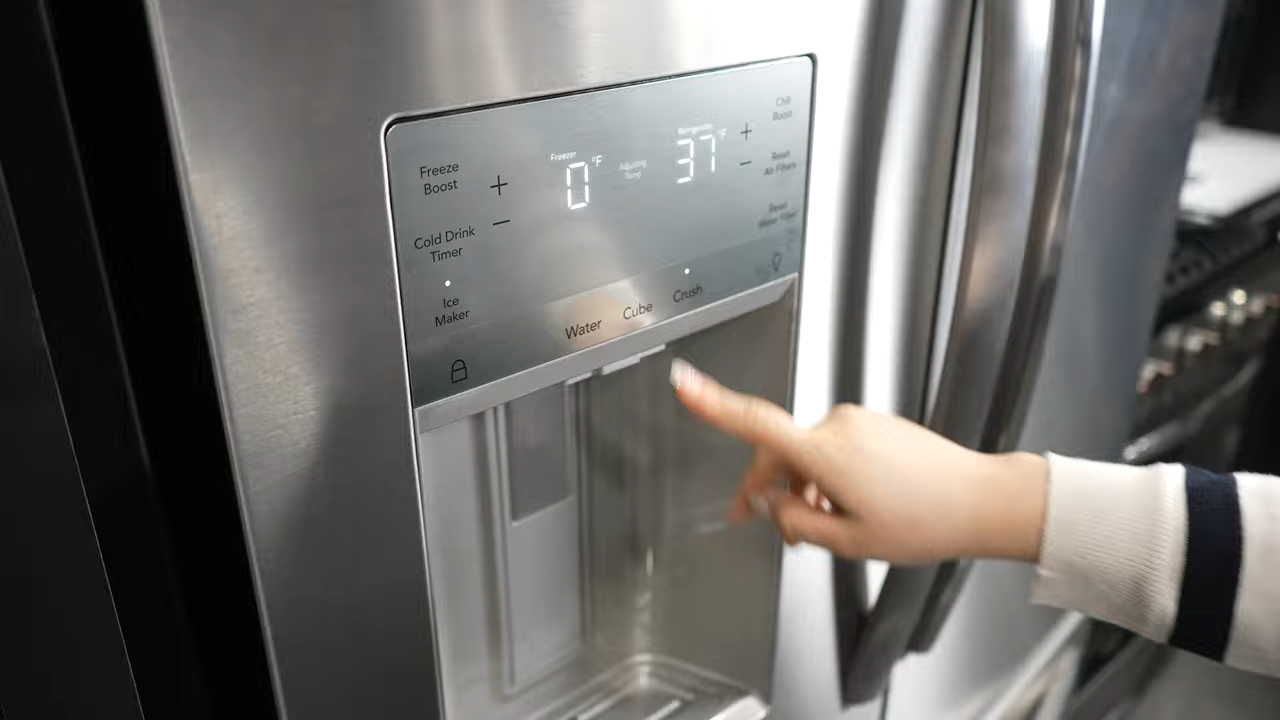 Freeze
Boost
+
−
Cold Drink
Timer
Ice
Maker
Freezer
0 °F
Adjusting
Temp
Refrigerator
37 °F
+
−
Chill
Boost
Reset
Air Filters
Reset
Water Filter
Water
Cube
Crush